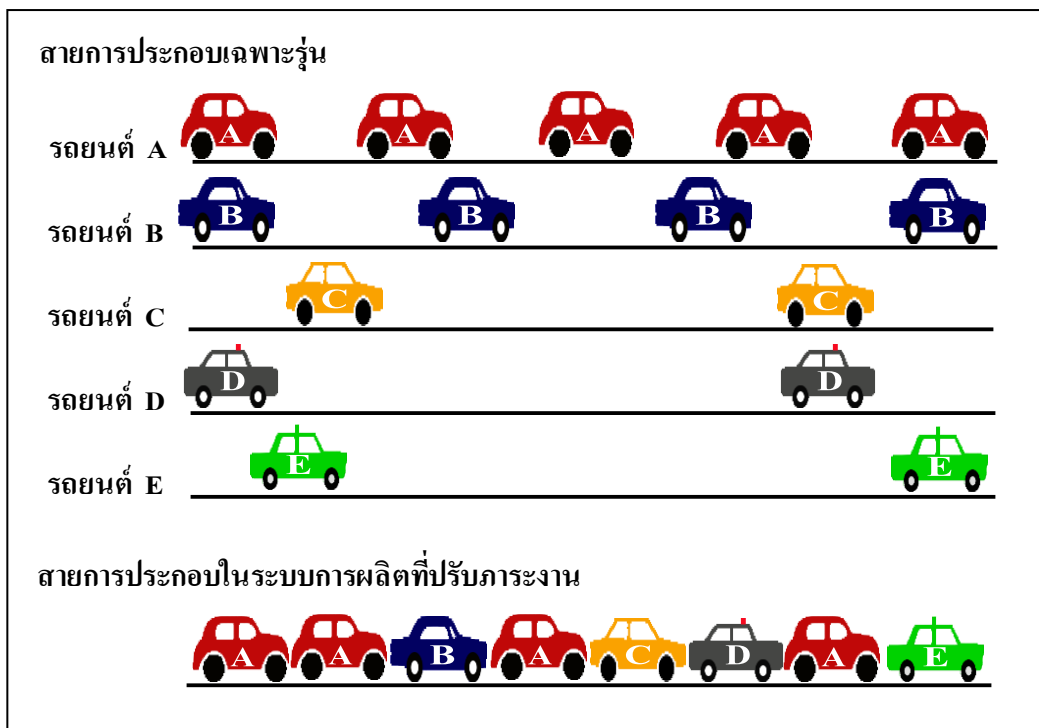 สายการประกอบเฉพาะรุ่น
รถยนต์ A A A A A A
รถยนต์ B B B B B
รถยนต์ C C C
รถยนต์ D D D
รถยนต์ E E E
สายการประกอบในระบบการผลิตที่ปรับภาระงาน
A A B A C D A E